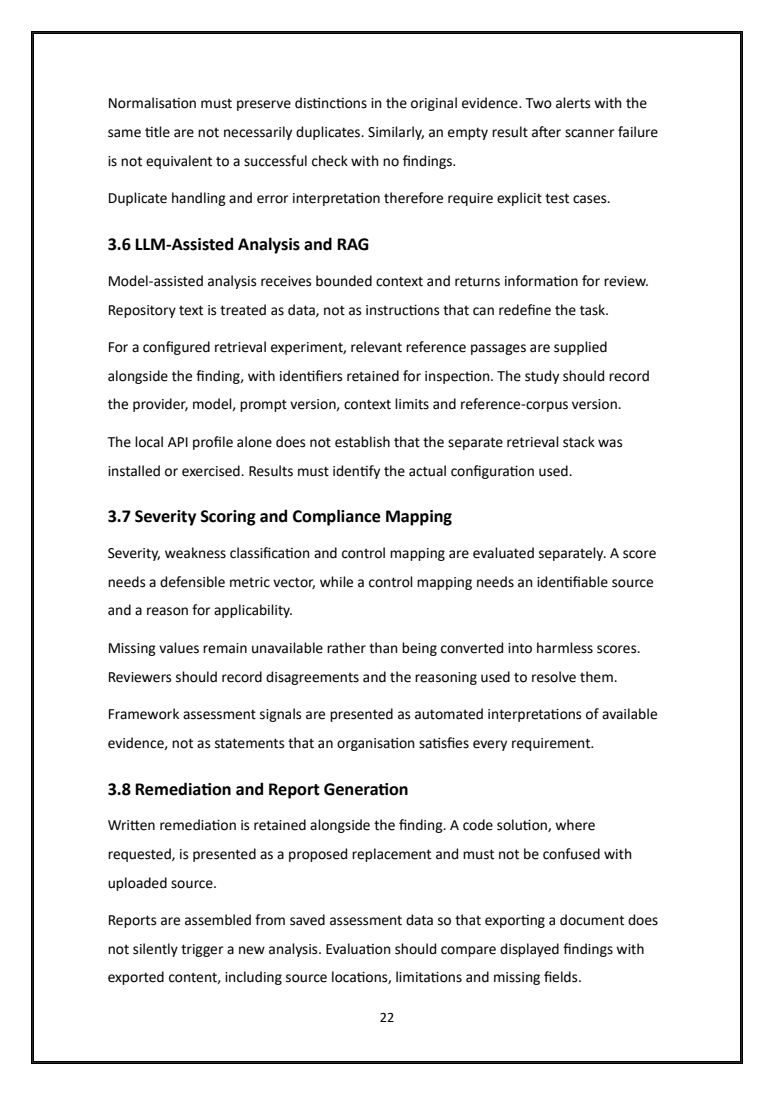 Normalisation must preserve distinctions in the original evidence. Two alerts with the
same title are not necessarily duplicates. Similarly, an empty result after scanner failure
is not equivalent to a successful check with no findings.
Duplicate handling and error interpretation therefore require explicit test cases.
3.6 LLM-Assisted Analysis and RAG
Model-assisted analysis receives bounded context and returns information for review.
Repository text is treated as data, not as instructions that can redefine the task.
For a configured retrieval experiment, relevant reference passages are supplied
alongside the finding, with identifiers retained for inspection. The study should record
the provider, model, prompt version, context limits and reference-corpus version.
The local API profile alone does not establish that the separate retrieval stack was
installed or exercised. Results must identify the actual configuration used.
3.7 Severity Scoring and Compliance Mapping
Severity, weakness classification and control mapping are evaluated separately. A score
needs a defensible metric vector, while a control mapping needs an identifiable source
and a reason for applicability.
Missing values remain unavailable rather than being converted into harmless scores.
Reviewers should record disagreements and the reasoning used to resolve them.
Framework assessment signals are presented as automated interpretations of available
evidence, not as statements that an organisation satisfies every requirement.
3.8 Remediation and Report Generation
Written remediation is retained alongside the finding. A code solution, where
requested, is presented as a proposed replacement and must not be confused with
uploaded source.
Reports are assembled from saved assessment data so that exporting a document does
not silently trigger a new analysis. Evaluation should compare displayed findings with
exported content, including source locations, limitations and missing fields.
22